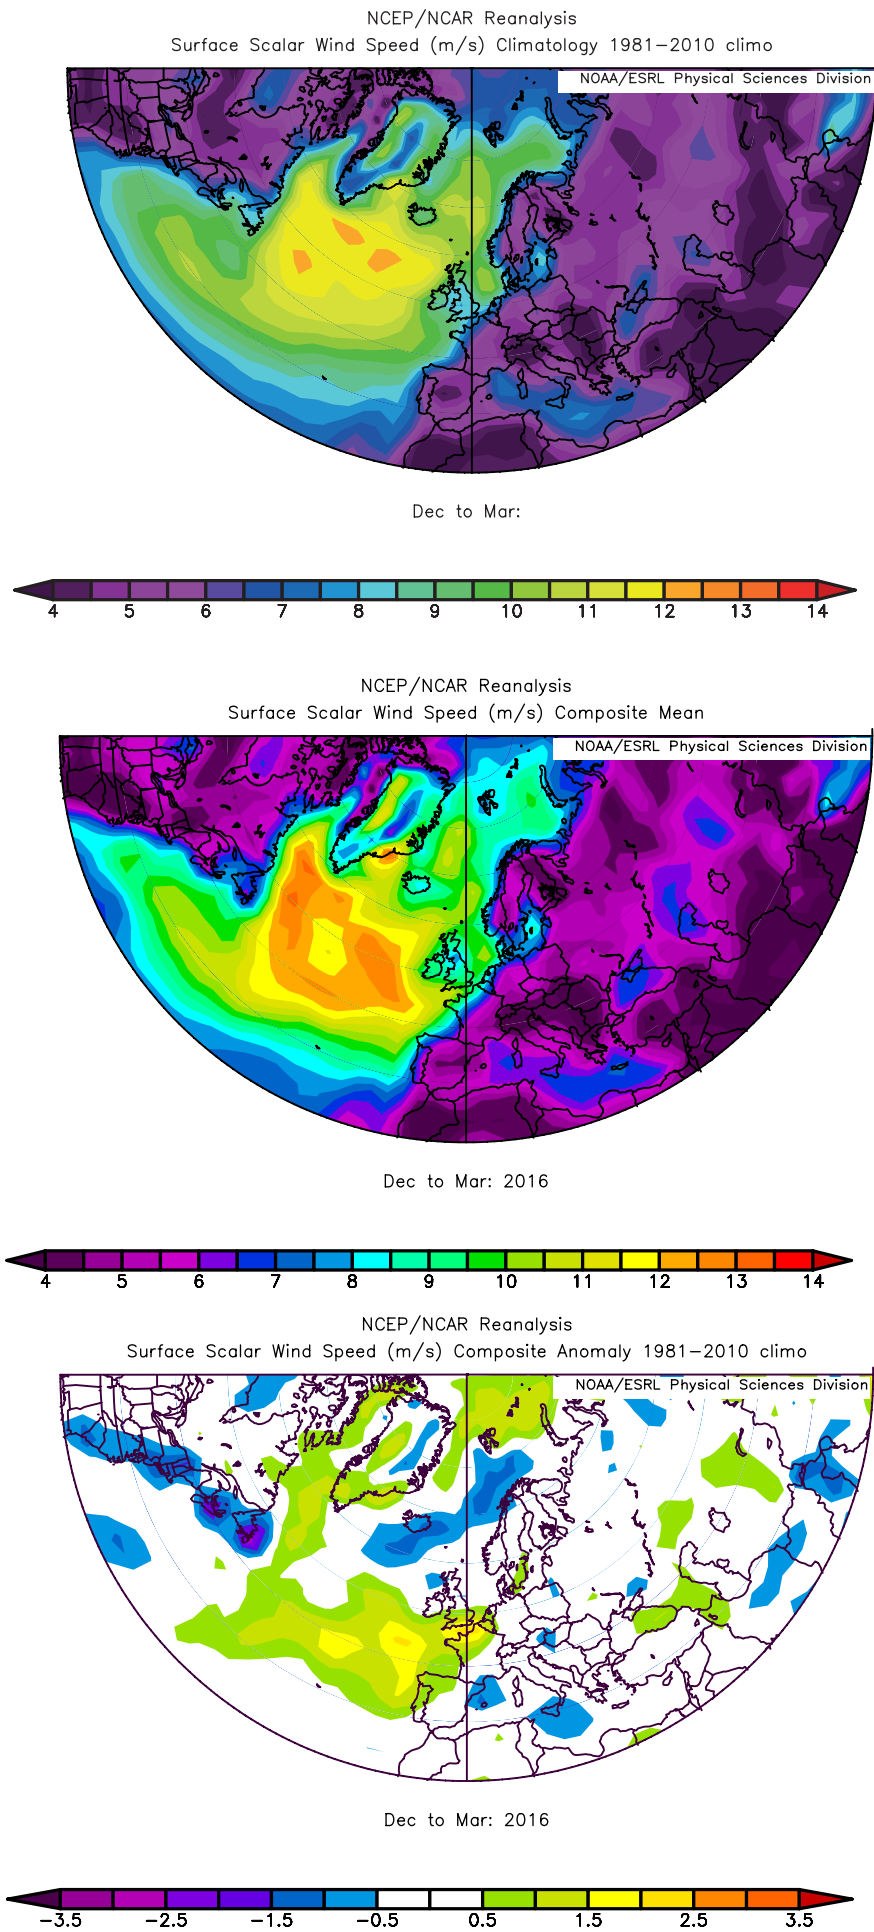 NCEP/NCAR Reanalysis
Surface Scalar Wind Speed (m/s) Climatology 1981−2010 climo
NOAA/ESRL Physical Sciences Division
Dec to Mar:
4 5 6 7 8 9 10 11 12 13 14
NCEP/NCAR Reanalysis
Surface Scalar Wind Speed (m/s) Composite Mean
NOAA/ESRL Physical Sciences Division
Dec to Mar: 2016
4 5 6 7 8 9 10 11 12 13 14
NCEP/NCAR Reanalysis
Surface Scalar Wind Speed (m/s) Composite Anomaly 1981−2010 climo
NOAA/ESRL Physical Sciences Division
Dec to Mar: 2016
−3.5 −2.5 −1.5 −0.5 0.5 1.5 2.5 3.5